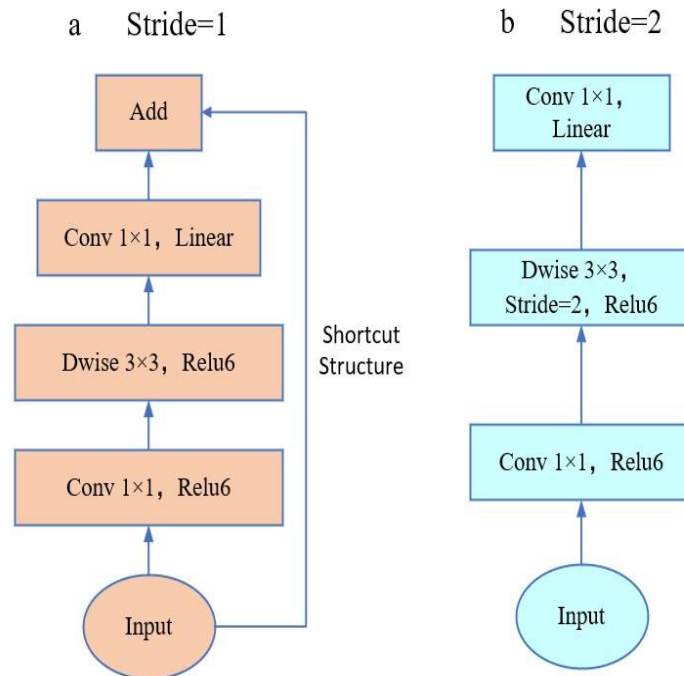 a Stride=1
Add
Conv 1×1, Linear
Dwise 3×3, Relu6
Conv 1×1, Relu6
Input
Shortcut
Structure
b Stride=2
Conv 1×1,
Linear
Dwise 3×3,
Stride=2, Relu6
Conv 1×1, Relu6
Input